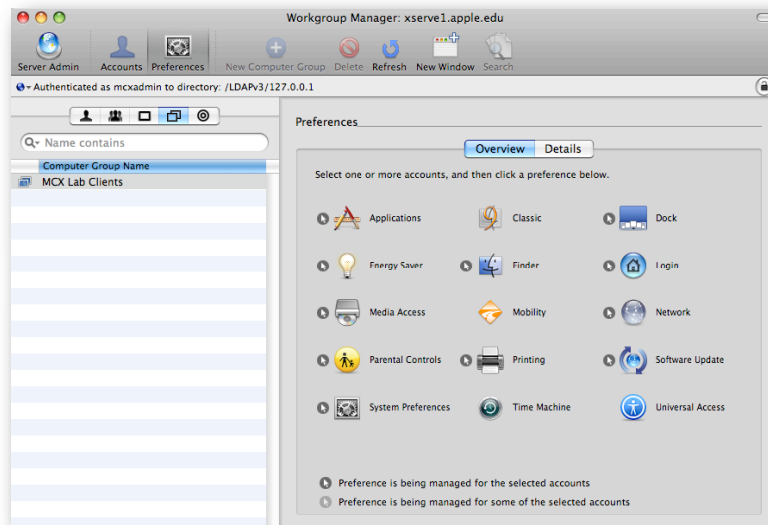 Workgroup Manager: xserve1.apple.edu
Server Admin Accounts Preferences New Computer Group Delete Refresh New Window Search
Authenticated as mcxadmin to directory: /LDAPv3/127.0.0.1
Name contains
Computer Group Name
MCX Lab Clients
Preferences
Overview Details
Select one or more accounts, and then click a preference below.
Applications Classic Dock
Energy Saver Finder Login
Media Access Mobility Network
Parental Controls Printing Software Update
System Preferences Time Machine Universal Access
Preference is being managed for the selected accounts
Preference is being managed for some of the selected accounts